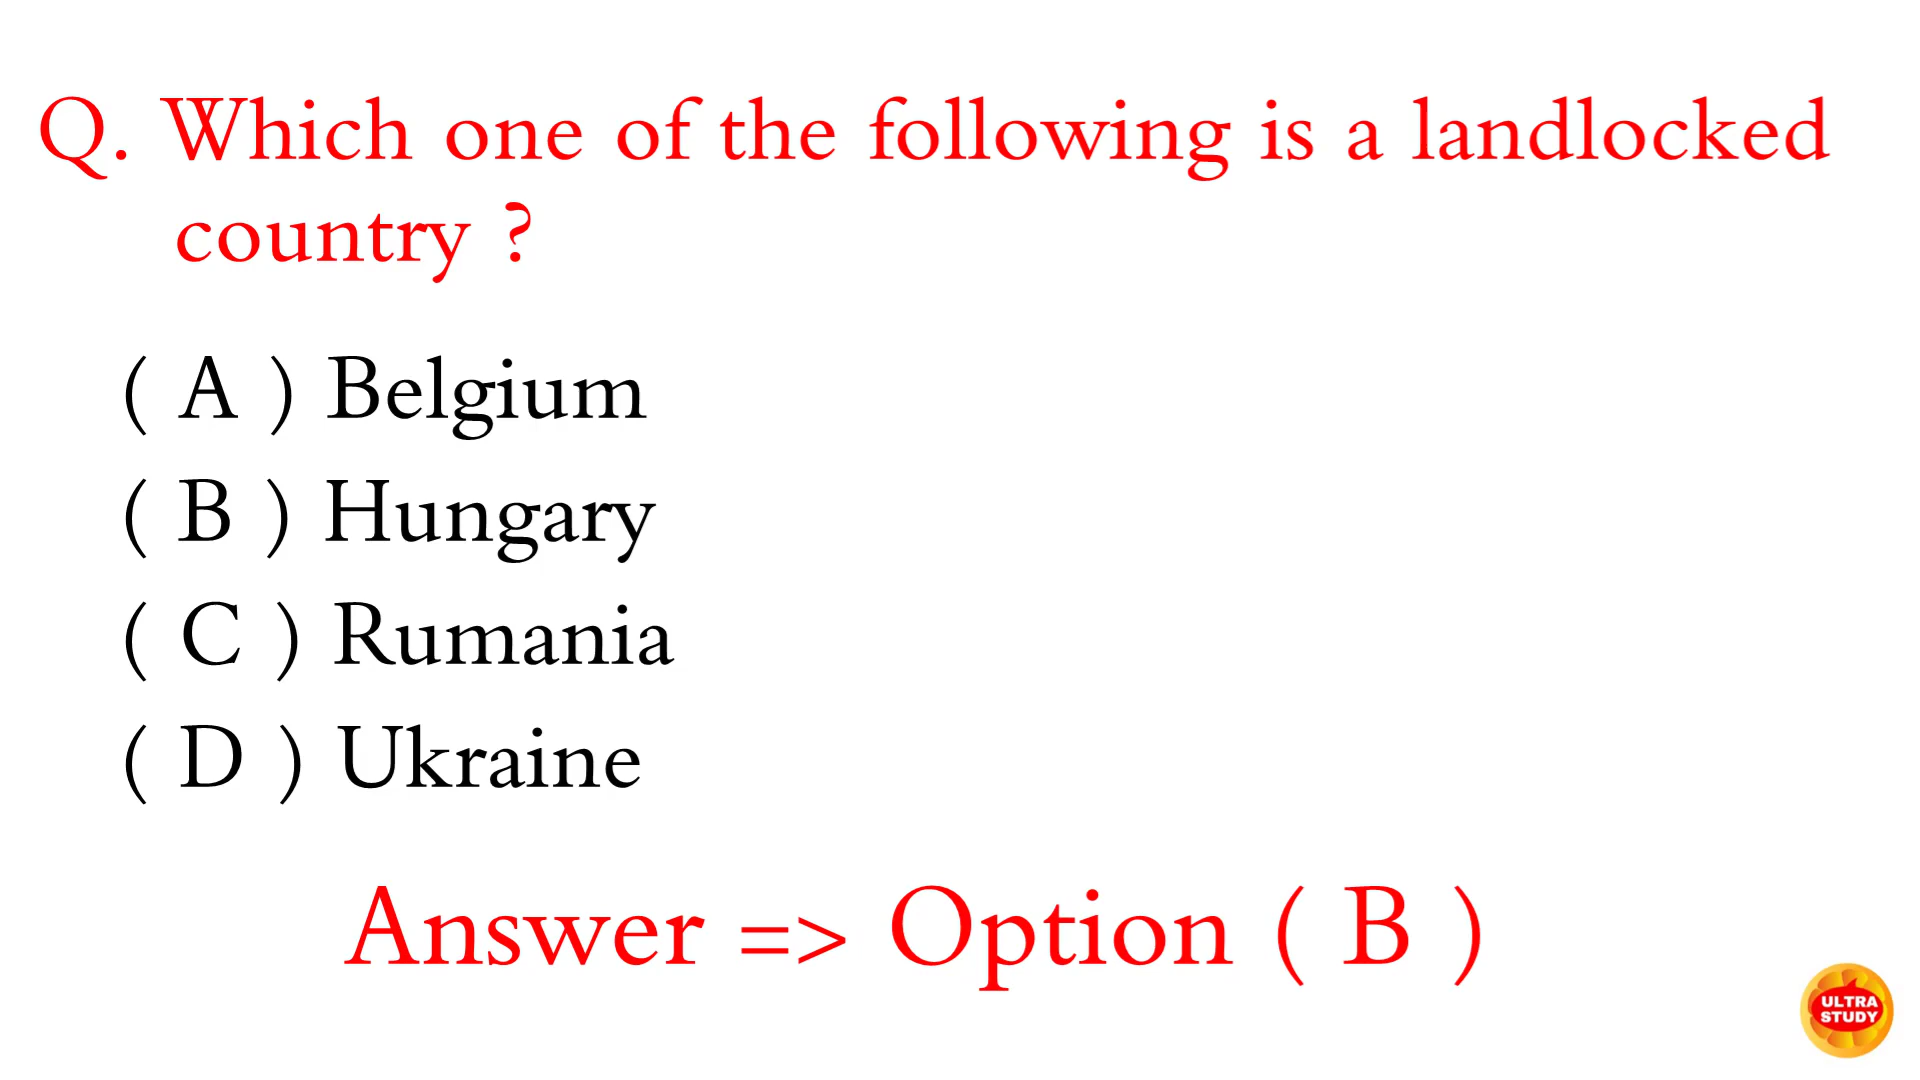 Q. Which one of the following is a landlocked
country ?
( A ) Belgium
( B ) Hungary
( C ) Rumania
( D ) Ukraine
Answer => Option ( B )
ULTRA
STUDY